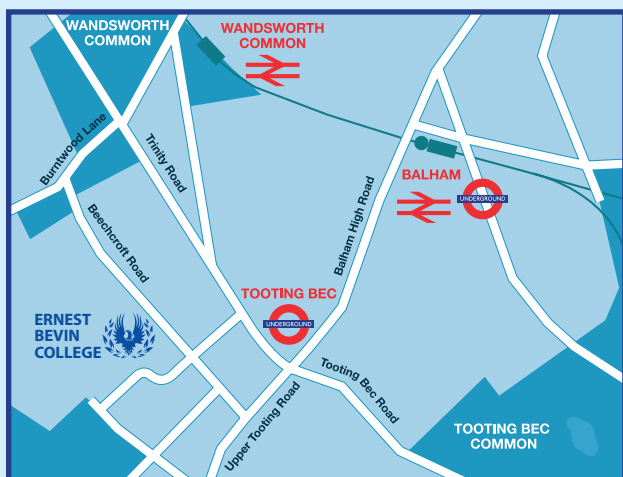 WANDSWORTH
COMMON
WANDSWORTH
COMMON
Burntwood Lane
Trinity Road
Beechcroft Road
Balham High Road
BALHAM
UNDERGROUND
TOOTING BEC
UNDERGROUND
ERNEST
BEVIN
COLLEGE
Tooting Bec Road
Upper Tooting Road
TOOTING BEC
COMMON